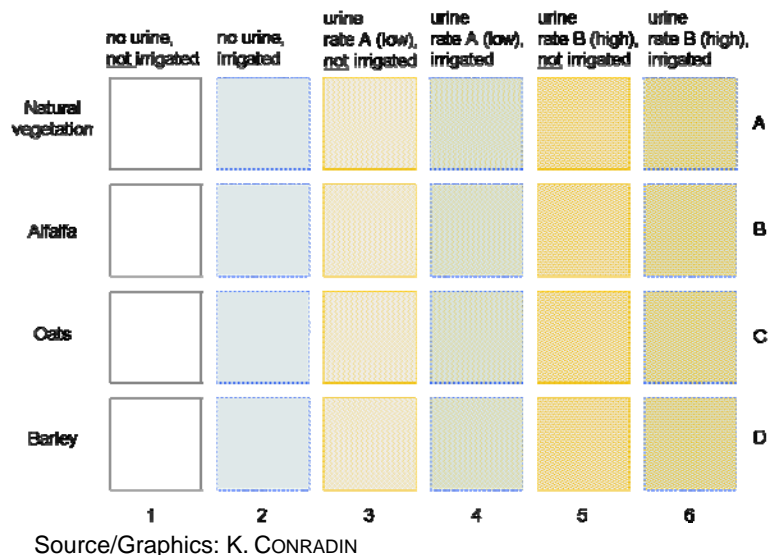 no urine,
not irrigated
no urine,
irrigated
urine
rate A (low),
not irrigated
urine
rate A (low),
irrigated
urine
rate B (high),
not irrigated
urine
rate B (high),
irrigated
Natural
vegetation
A
Alfalfa
B
Oats
C
Barley
D
1 2 3 4 5 6
Source/Graphics: K. CONRADIN